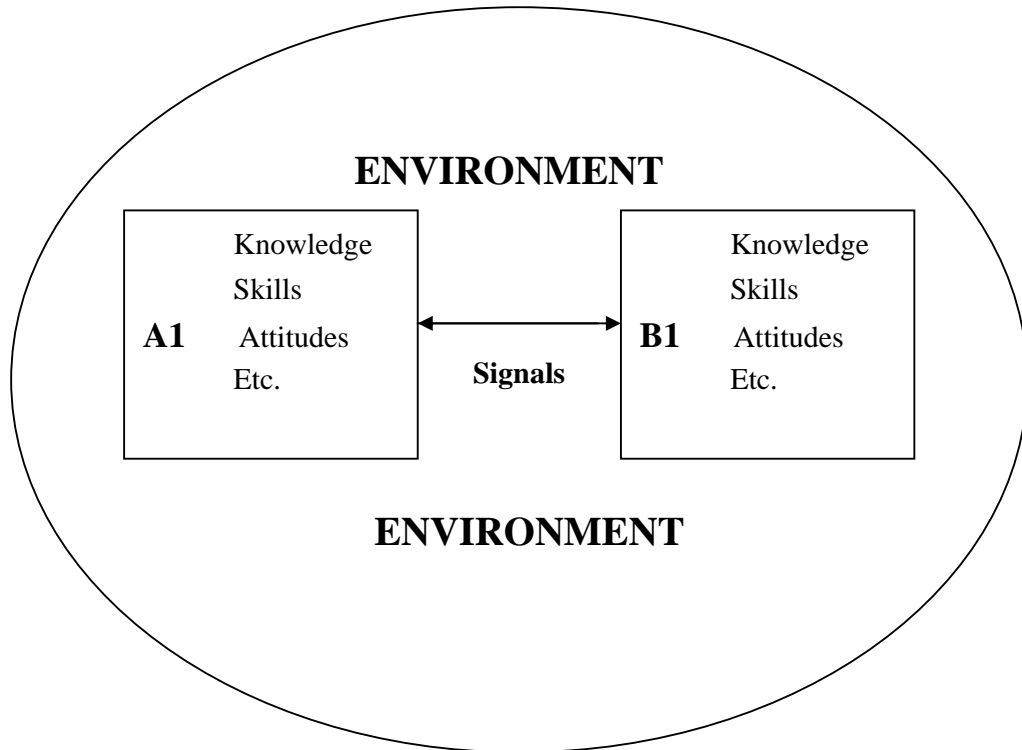 ENVIRONMENT
Knowledge
Skills
A1 Attitudes
Etc.
Signals
Knowledge
Skills
B1 Attitudes
Etc.
ENVIRONMENT